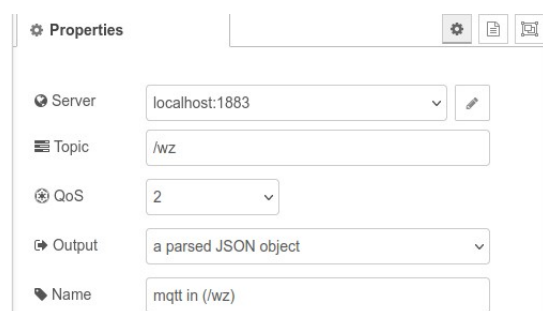 Properties
Server localhost:1883
Topic /wz
QoS 2
Output a parsed JSON object
Name mqtt in (/wz)